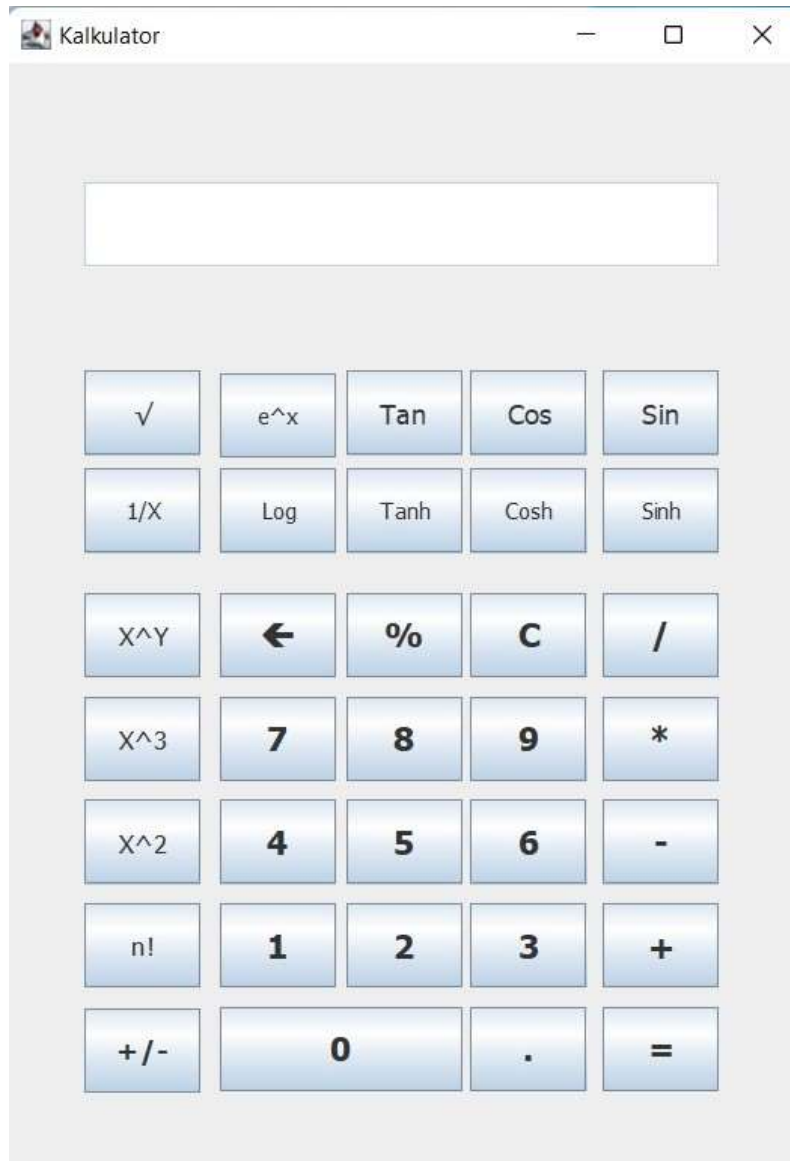 Kalkulator
√ e^x Tan Cos Sin
1/X Log Tanh Cosh Sinh
X^Y 🡸 % C /
X^3 7 8 9 *
X^2 4 5 6 -
n! 1 2 3 +
+/- 0 . =